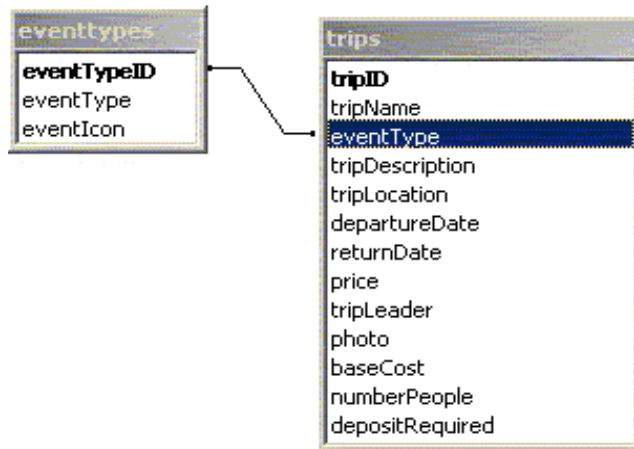 eventtypes
eventTypeID
eventType
eventIcon
trips
tripID
tripName
eventType
tripDescription
tripLocation
departureDate
returnDate
price
tripLeader
photo
baseCost
numberPeople
depositRequired